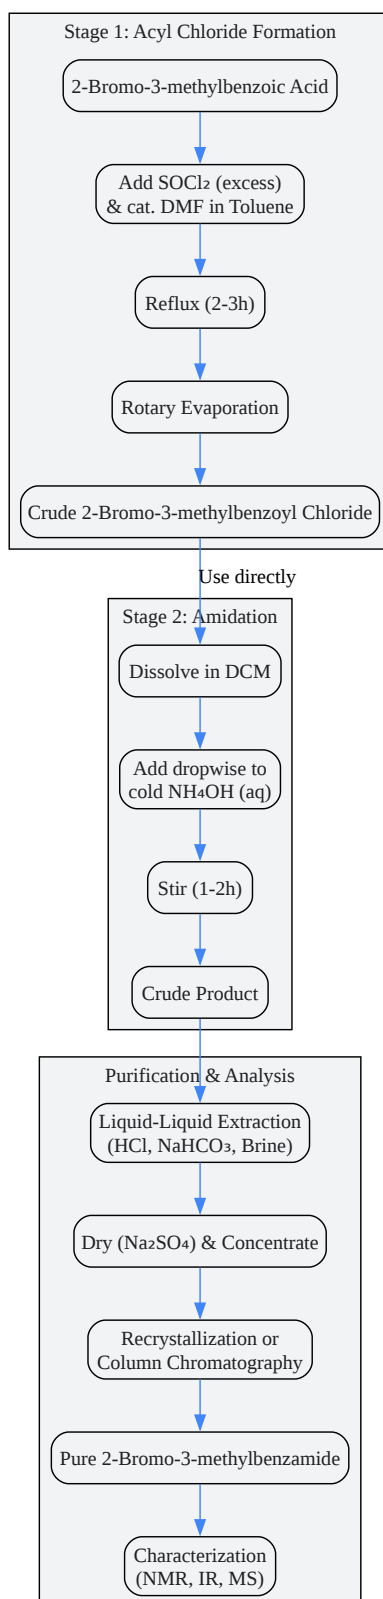 Stage 1: Acyl Chloride Formation
2-Bromo-3-methylbenzoic Acid
Add SOCl₂ (excess)
& cat. DMF in Toluene
Reflux (2-3h)
Rotary Evaporation
Crude 2-Bromo-3-methylbenzoyl Chloride
Use directly
Stage 2: Amidation
Dissolve in DCM
Add dropwise to
cold NH₄OH (aq)
Stir (1-2h)
Crude Product
Purification & Analysis
Liquid-Liquid Extraction
(HCl, NaHCO₃, Brine)
Dry (Na₂SO₄) & Concentrate
Recrystallization or
Column Chromatography
Pure 2-Bromo-3-methylbenzamide
Characterization
(NMR, IR, MS)